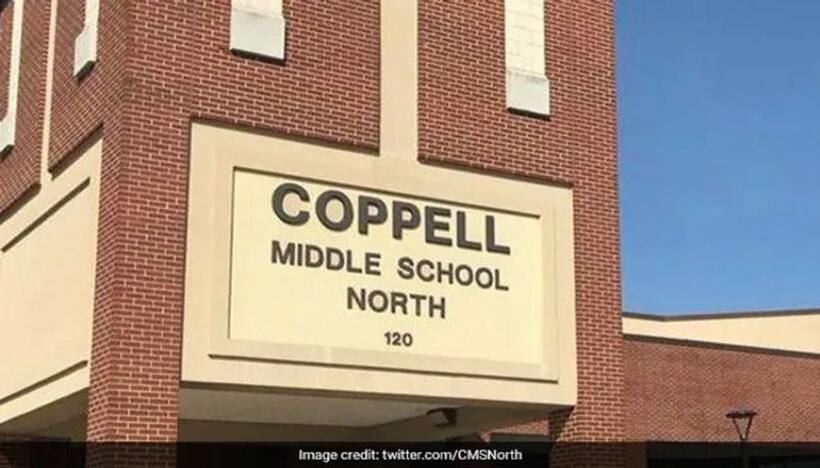 COPPELL
MIDDLE SCHOOL
NORTH
120
Image credit: twitter.com/CMSNorth